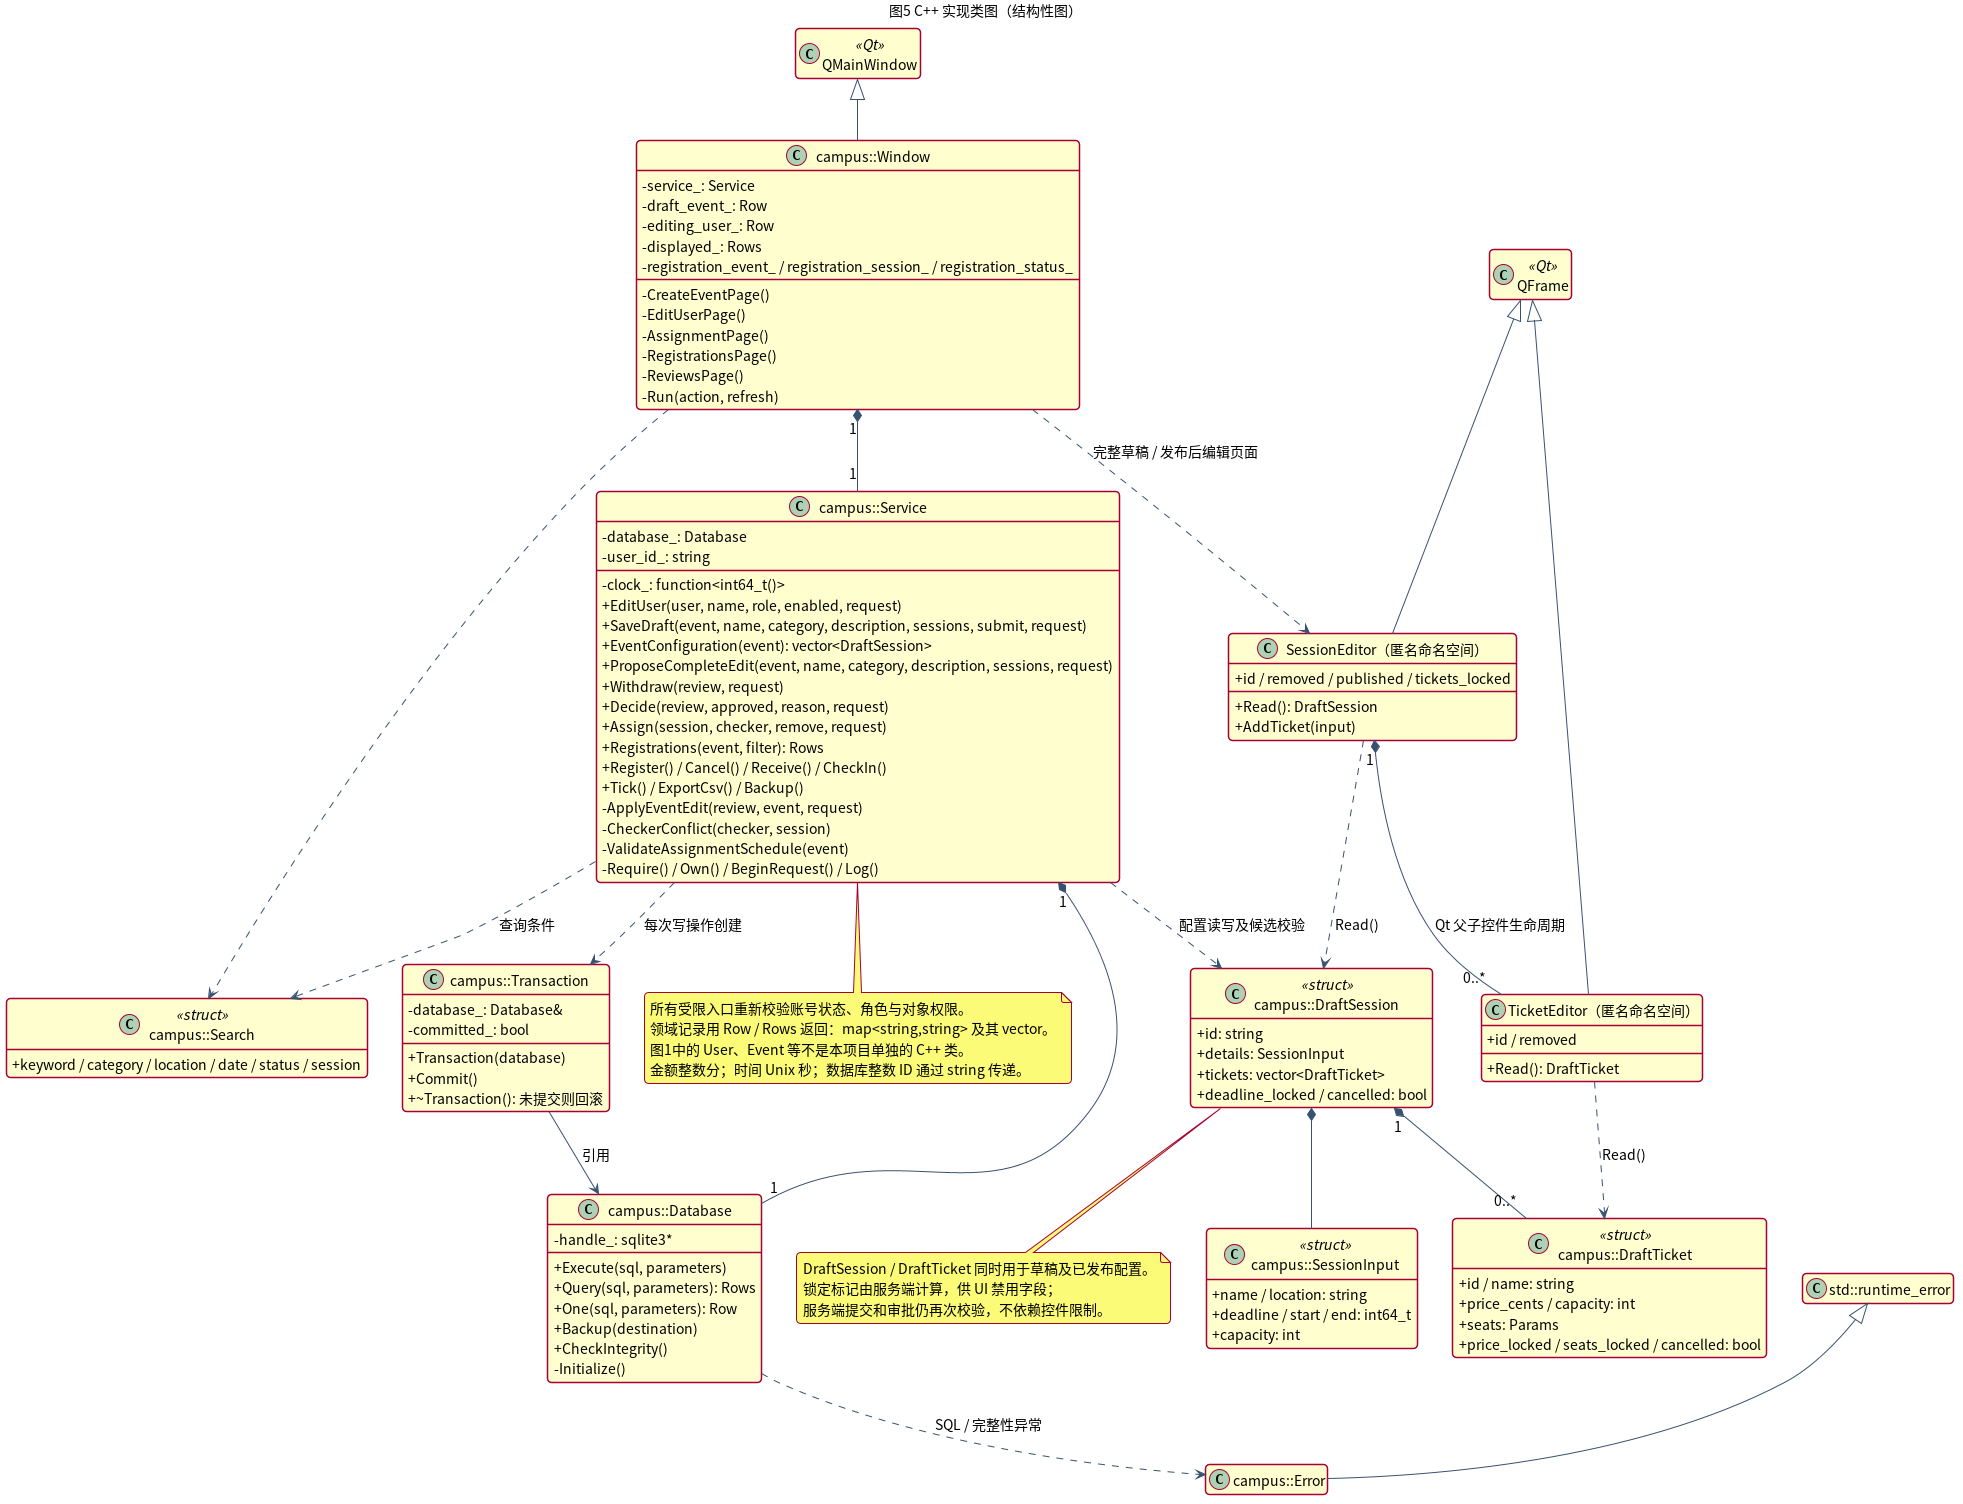 图5 C++ 实现类图（结构性图）
C
«Qt»
QMainWindow
C
campus::Window
-service_: Service
-draft_event_: Row
-editing_user_: Row
-displayed_: Rows
-registration_event_ / registration_session_ / registration_status_
-CreateEventPage()
-EditUserPage()
-AssignmentPage()
-RegistrationsPage()
-ReviewsPage()
-Run(action, refresh)
C
«Qt»
QFrame
1
1
完整草稿 / 发布后编辑页面
C
campus::Service
-database_: Database
-user_id_: string
-clock_: function<int64_t()>
+EditUser(user, name, role, enabled, request)
+SaveDraft(event, name, category, description, sessions, submit, request)
+EventConfiguration(event): vector<DraftSession>
+ProposeCompleteEdit(event, name, category, description, sessions, request)
+Withdraw(review, request)
+Decide(review, approved, reason, request)
+Assign(session, checker, remove, request)
+Registrations(event, filter): Rows
+Register() / Cancel() / Receive() / CheckIn()
+Tick() / ExportCsv() / Backup()
-ApplyEventEdit(review, event, request)
-CheckerConflict(checker, session)
-ValidateAssignmentSchedule(event)
-Require() / Own() / BeginRequest() / Log()
C
SessionEditor（匿名命名空间）
+id / removed / published / tickets_locked
+Read(): DraftSession
+AddTicket(input)
1
1
查询条件
每次写操作创建
配置读写及候选校验
Read()
Qt 父子控件生命周期
0..*
C
«struct»
campus::Search
+keyword / category / location / date / status / session
C
campus::Transaction
-database_: Database&
-committed_: bool
+Transaction(database)
+Commit()
+~Transaction(): 未提交则回滚
所有受限入口重新校验账号状态、角色与对象权限。
领域记录用 Row / Rows 返回：map<string,string> 及其 vector。
图1中的 User、Event 等不是本项目单独的 C++ 类。
金额整数分；时间 Unix 秒；数据库整数 ID 通过 string 传递。
C
«struct»
campus::DraftSession
+id: string
+details: SessionInput
+tickets: vector<DraftTicket>
+deadline_locked / cancelled: bool
C
TicketEditor（匿名命名空间）
+id / removed
+Read(): DraftTicket
引用
1
1
Read()
0..*
C
campus::Database
-handle_: sqlite3*
+Execute(sql, parameters)
+Query(sql, parameters): Rows
+One(sql, parameters): Row
+Backup(destination)
+CheckIntegrity()
-Initialize()
DraftSession / DraftTicket 同时用于草稿及已发布配置。
锁定标记由服务端计算，供 UI 禁用字段；
服务端提交和审批仍再次校验，不依赖控件限制。
C
«struct»
campus::SessionInput
+name / location: string
+deadline / start / end: int64_t
+capacity: int
C
«struct»
campus::DraftTicket
+id / name: string
+price_cents / capacity: int
+seats: Params
+price_locked / seats_locked / cancelled: bool
C
std::runtime_error
SQL / 完整性异常
C
campus::Error